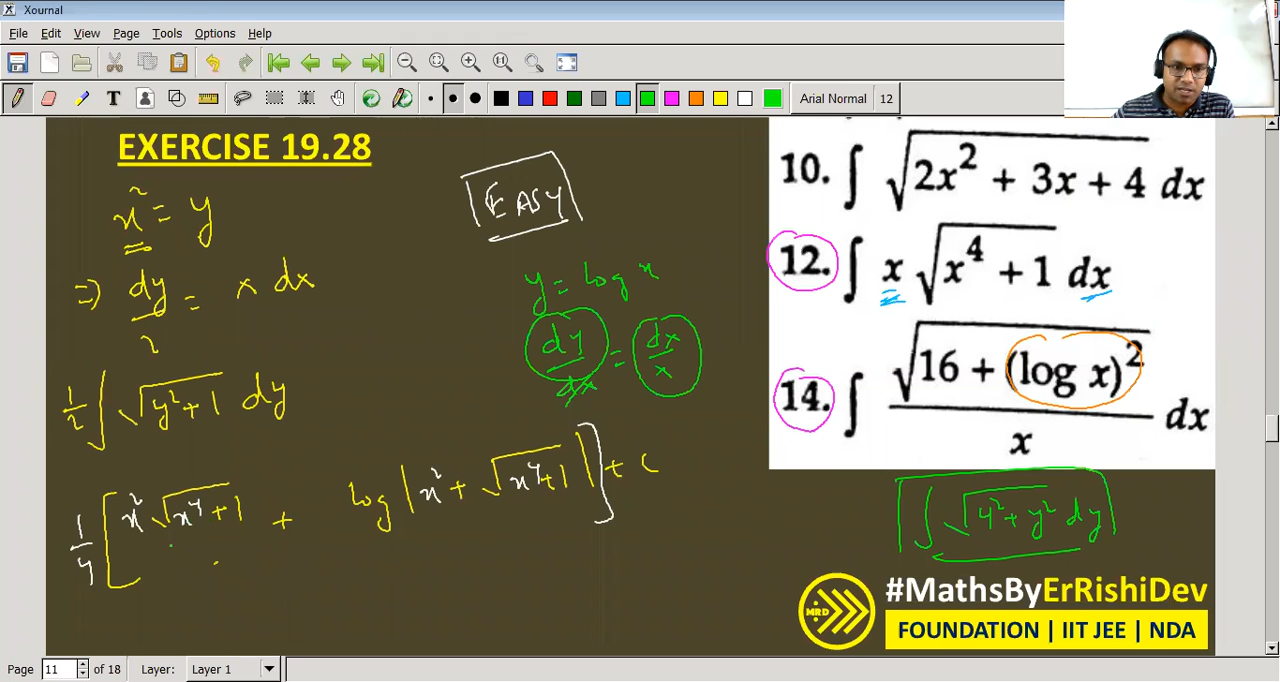 Xournal
File Edit View Page Tools Options Help
Arial Normal 12
EXERCISE 19.28
x² = y
⇒ dy/2 = x dx
1/2 ∫ √(y²+1) dy
1/4 [ x² √(x⁴+1) + log | x² + √(x⁴+1) | ] + C
EASY
y = log x
dy/dx = dx/x
10. ∫ √(2x² + 3x + 4) dx
12. ∫ x √(x⁴ + 1) dx
14. ∫ √(16 + (log x)²)/x dx
∫ √(4² + y²) dy
MRD
#MathsByErRishiDev
FOUNDATION | IIT JEE | NDA
Page 11 of 18 Layer: Layer 1